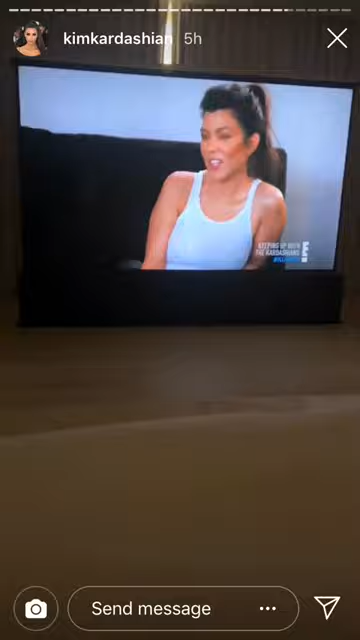 kimkardashian 5h
KEEPING UP WITH
THE KARDASHIANS
E!
Send message